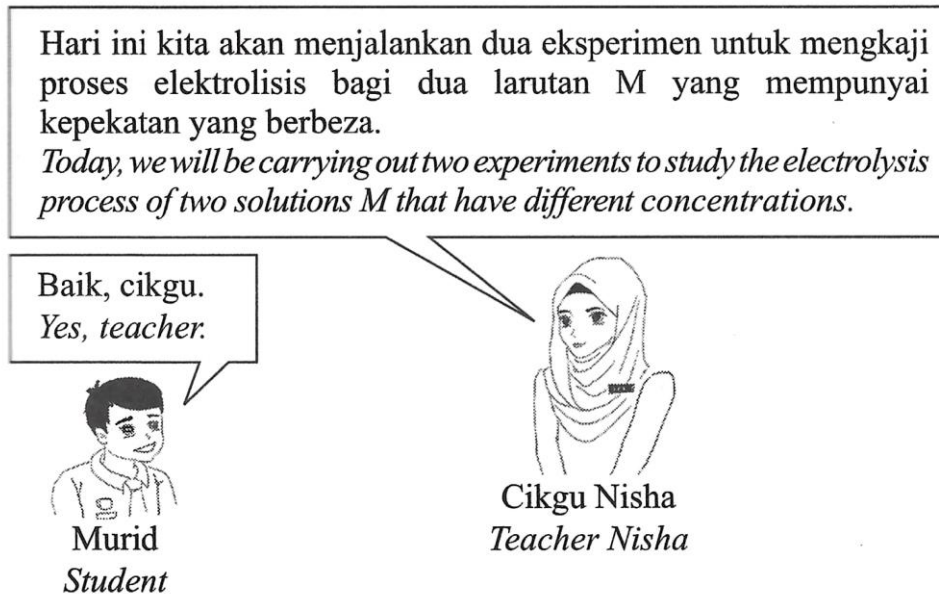 Hari ini kita akan menjalankan dua eksperimen untuk mengkaji
proses elektrolisis bagi dua larutan M yang mempunyai
kepekatan yang berbeza.
Today, we will be carrying out two experiments to study the electrolysis
process of two solutions M that have different concentrations.
Baik, cikgu.
Yes, teacher.
Murid
Student
Cikgu Nisha
Teacher Nisha